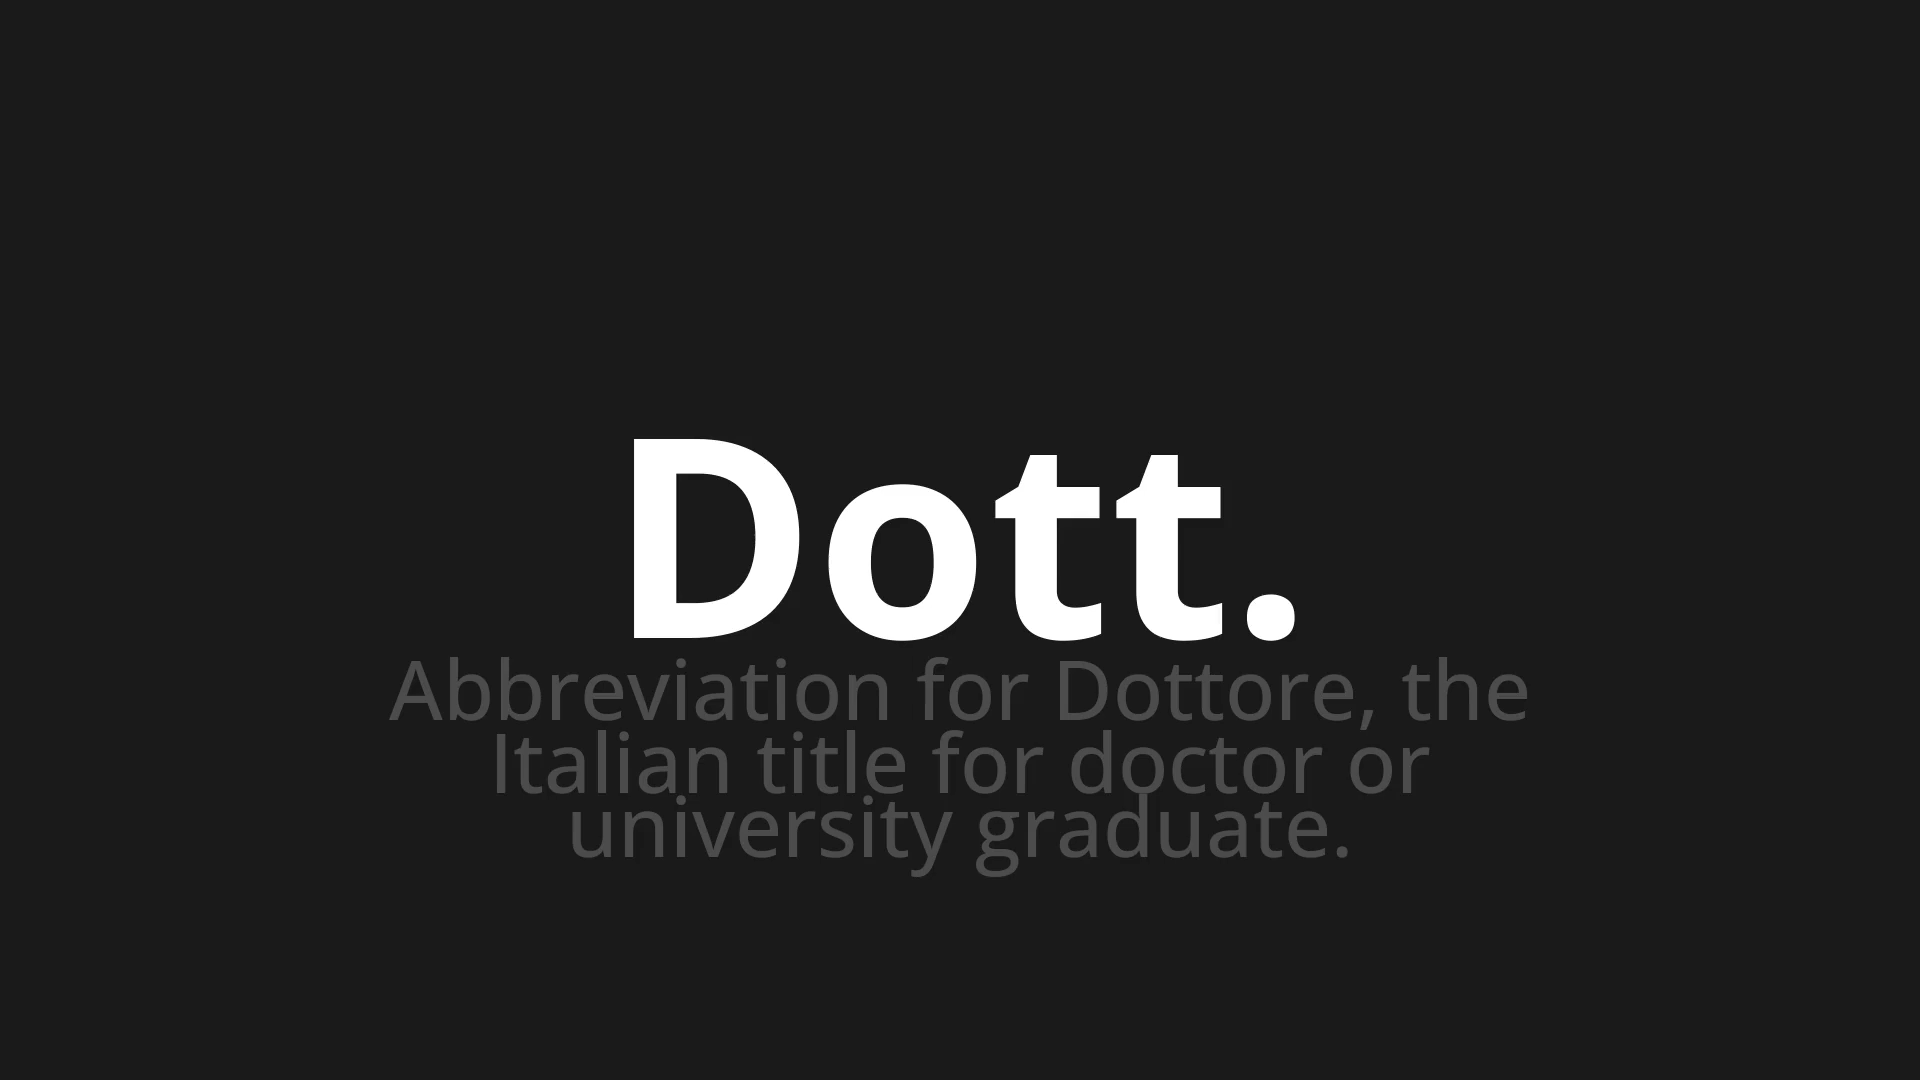 Dott.
Abbreviation for Dottore, the
Italian title for doctor or
university graduate.